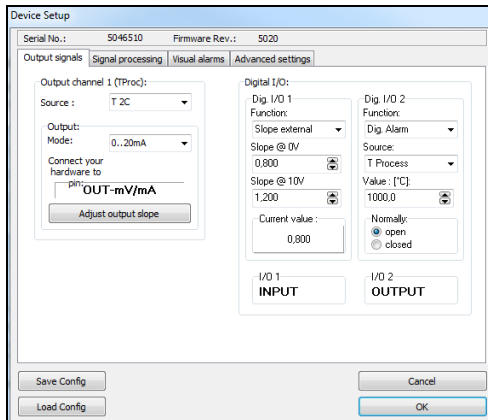 Device Setup
Serial No.: 5046510 Firmware Rev.: 5020
Output signals Signal processing Visual alarms Advanced settings
Output channel 1 (TProc):
Source : T 2C
Output:
Mode: 0..20mA
Connect your
hardware to
pin:
OUT-mV/mA
Adjust output slope
Digital I/O:
Dig. I/O 1
Function:
Slope external
Slope @ 0V
0,800
Slope @ 10V
1,200
Current value :
0,800
I/O 1
INPUT
Dig. I/O 2
Function:
Dig. Alarm
Source:
T Process
Value : [°C]:
1000,0
Normally:
open
closed
I/O 2
OUTPUT
Save Config
Cancel
Load Config
OK